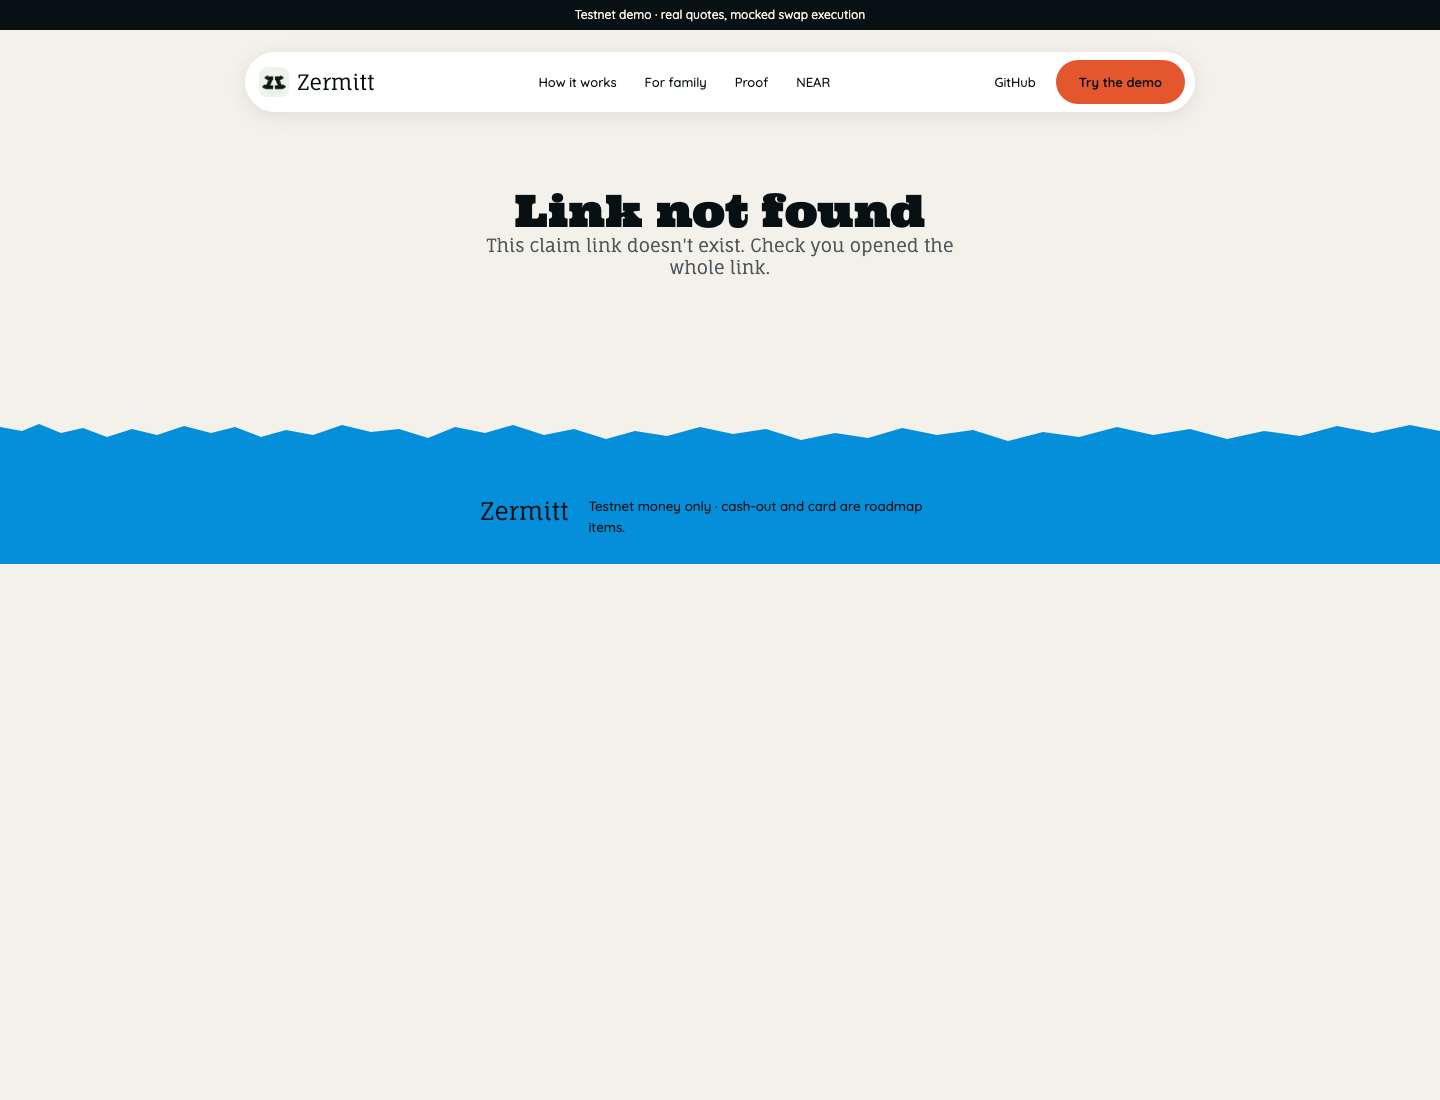 Testnet demo · real quotes, mocked swap execution
Zermitt
How it works
For family
Proof
NEAR
GitHub
Try the demo
Link not found
This claim link doesn't exist. Check you opened the
whole link.
Zermitt
Testnet money only · cash-out and card are roadmap
items.